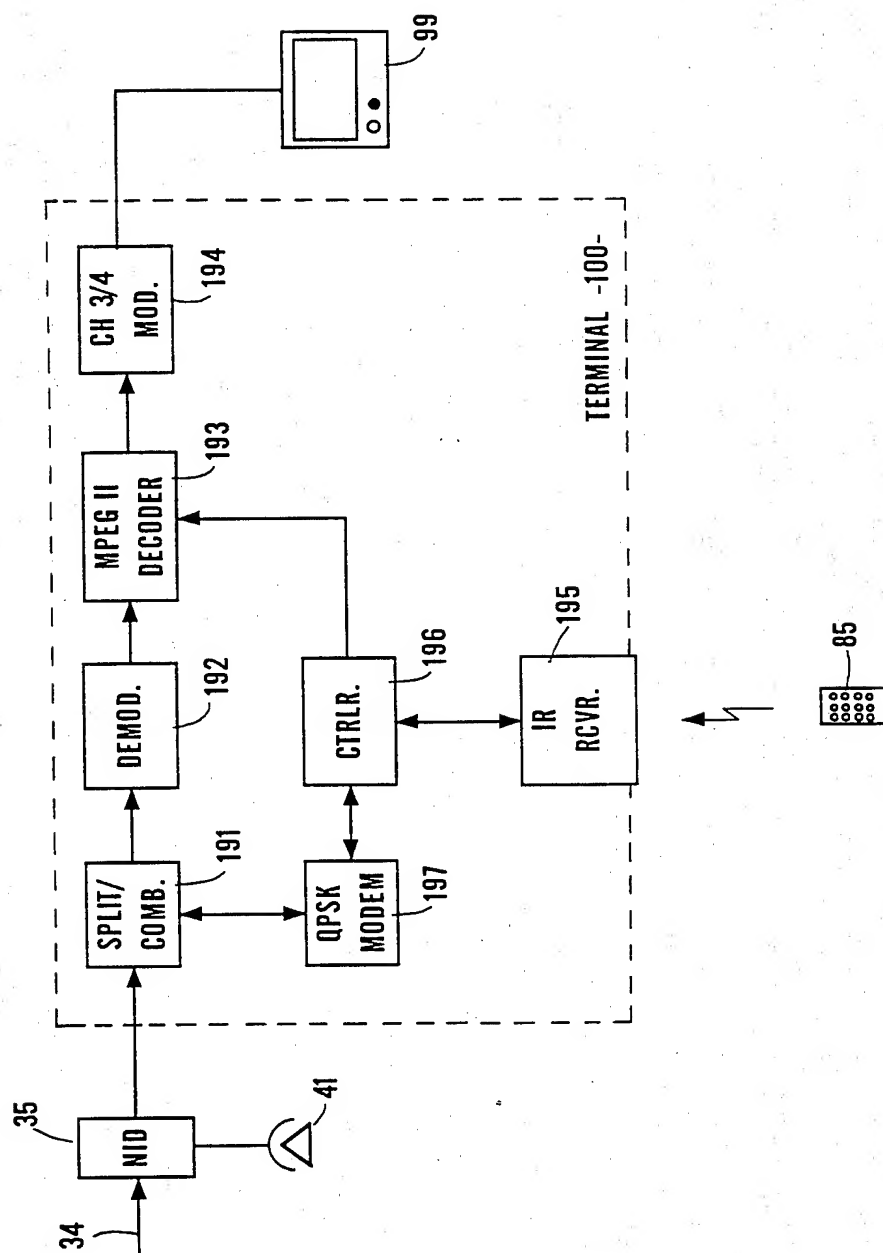 34
35
NID
41
SPLIT/
COMB.
191
DEMOD.
192
MPEG II
DECODER
193
CH 3/4
MOD.
194
99
QPSK
MODEM
197
CTRLR.
196
IR
RCVR.
195
TERMINAL -100-
85